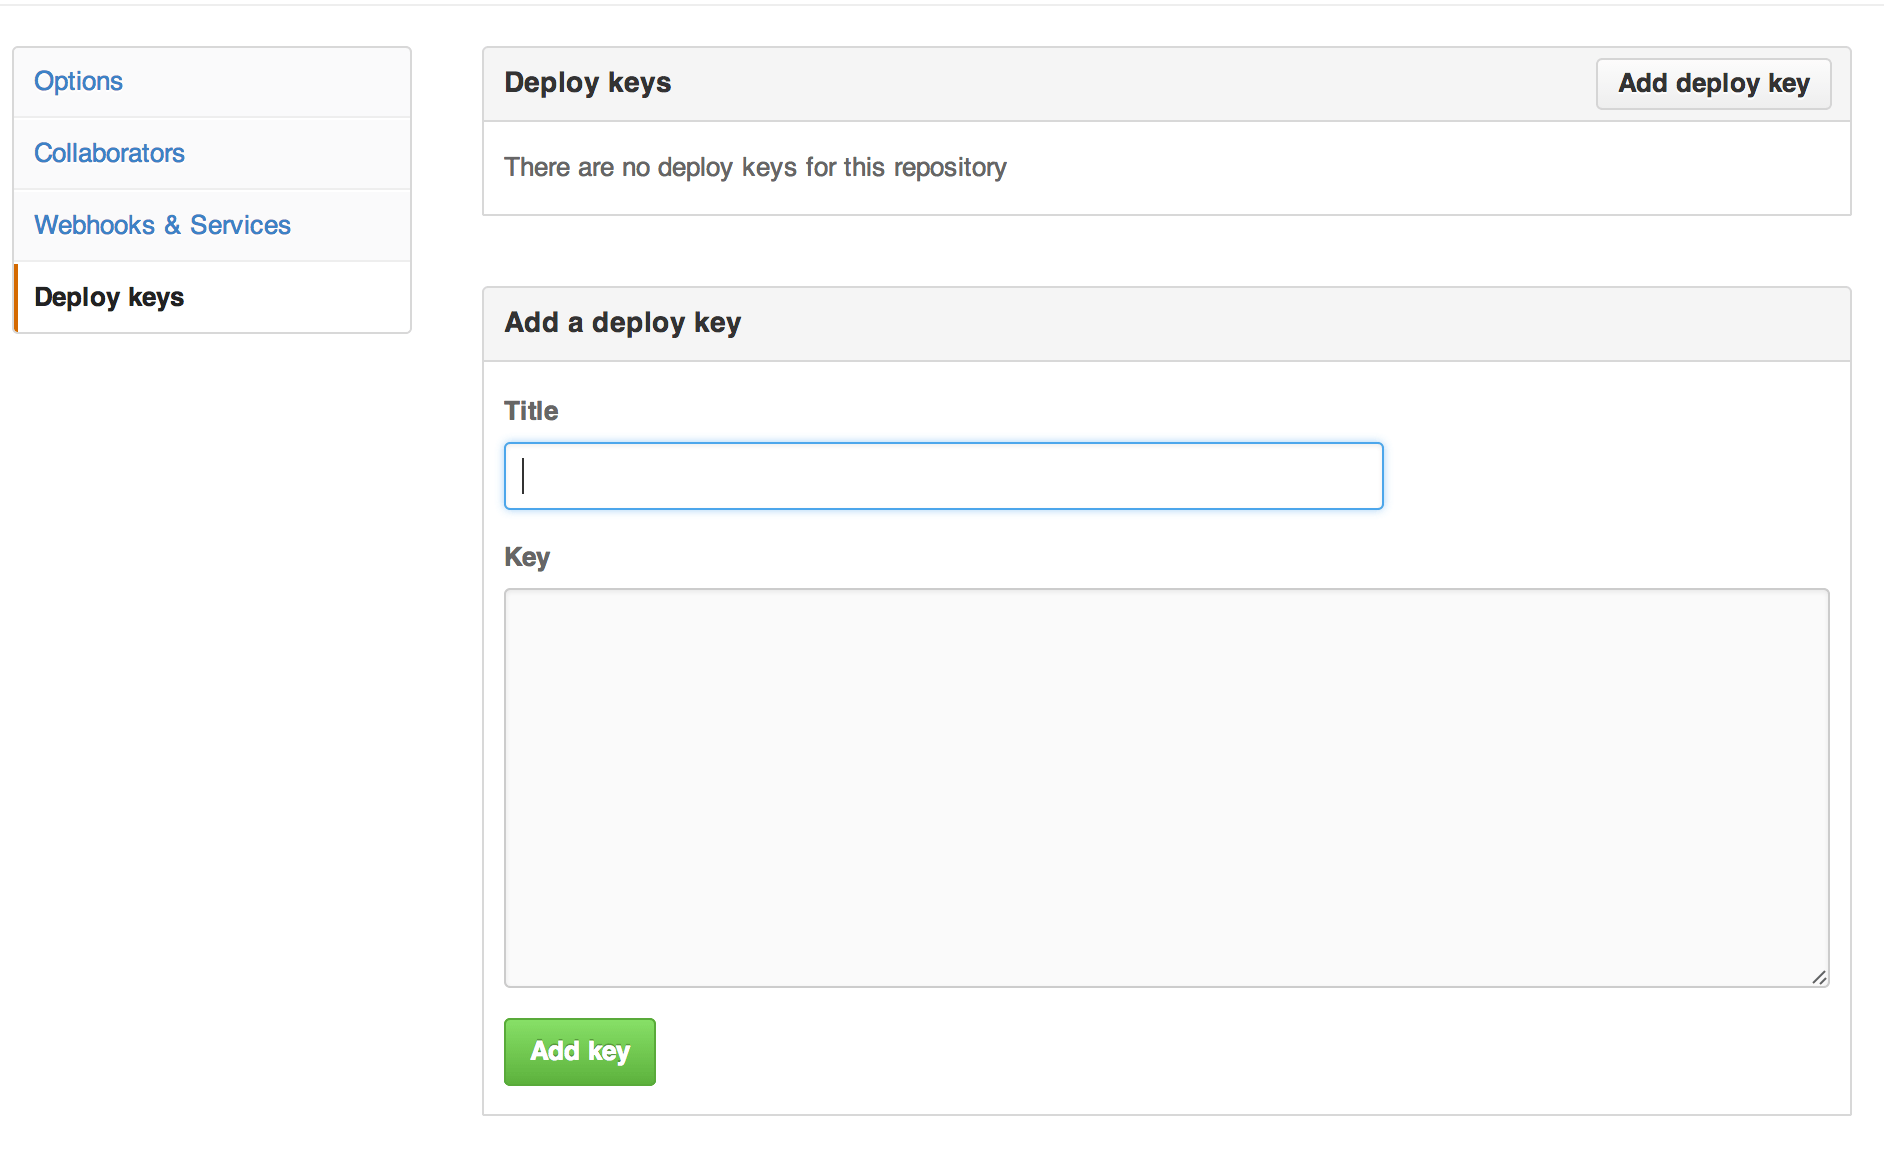 Options
Collaborators
Webhooks & Services
Deploy keys
Deploy keys
Add deploy key
There are no deploy keys for this repository
Add a deploy key
Title
Key
Add key